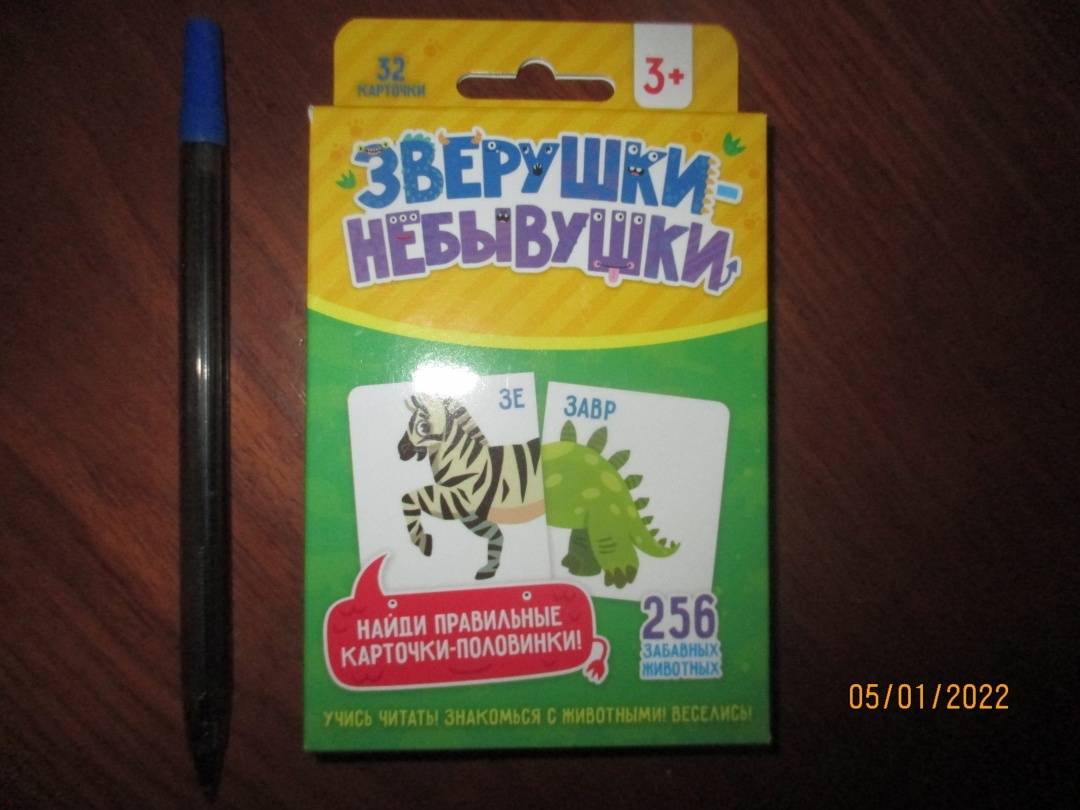 32
КАРТОЧКИ
3+
ЗВЕРУШКИ-
НЕБЫВУШКИ
ЗЕ
ЗАВР
НАЙДИ ПРАВИЛЬНЫЕ
КАРТОЧКИ-ПОЛОВИНКИ!
256
ЗАБАВНЫХ
ЖИВОТНЫХ
УЧИСЬ ЧИТАТЬ! ЗНАКОМЬСЯ С ЖИВОТНЫМИ! ВЕСЕЛИСЬ!
05/01/2022